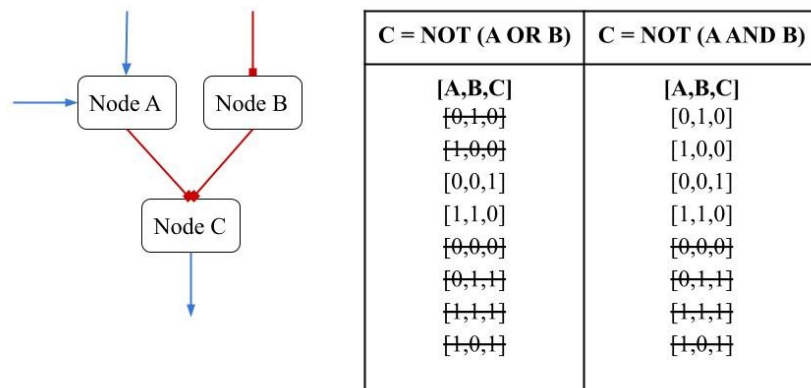 Node A
Node B
Node C
C = NOT (A OR B)
C = NOT (A AND B)
[A,B,C]
[A,B,C]
[0,1,0]
[0,1,0]
[1,0,0]
[1,0,0]
[0,0,1]
[0,0,1]
[1,1,0]
[1,1,0]
[0,0,0]
[0,0,0]
[0,1,1]
[0,1,1]
[1,1,1]
[1,1,1]
[1,0,1]
[1,0,1]